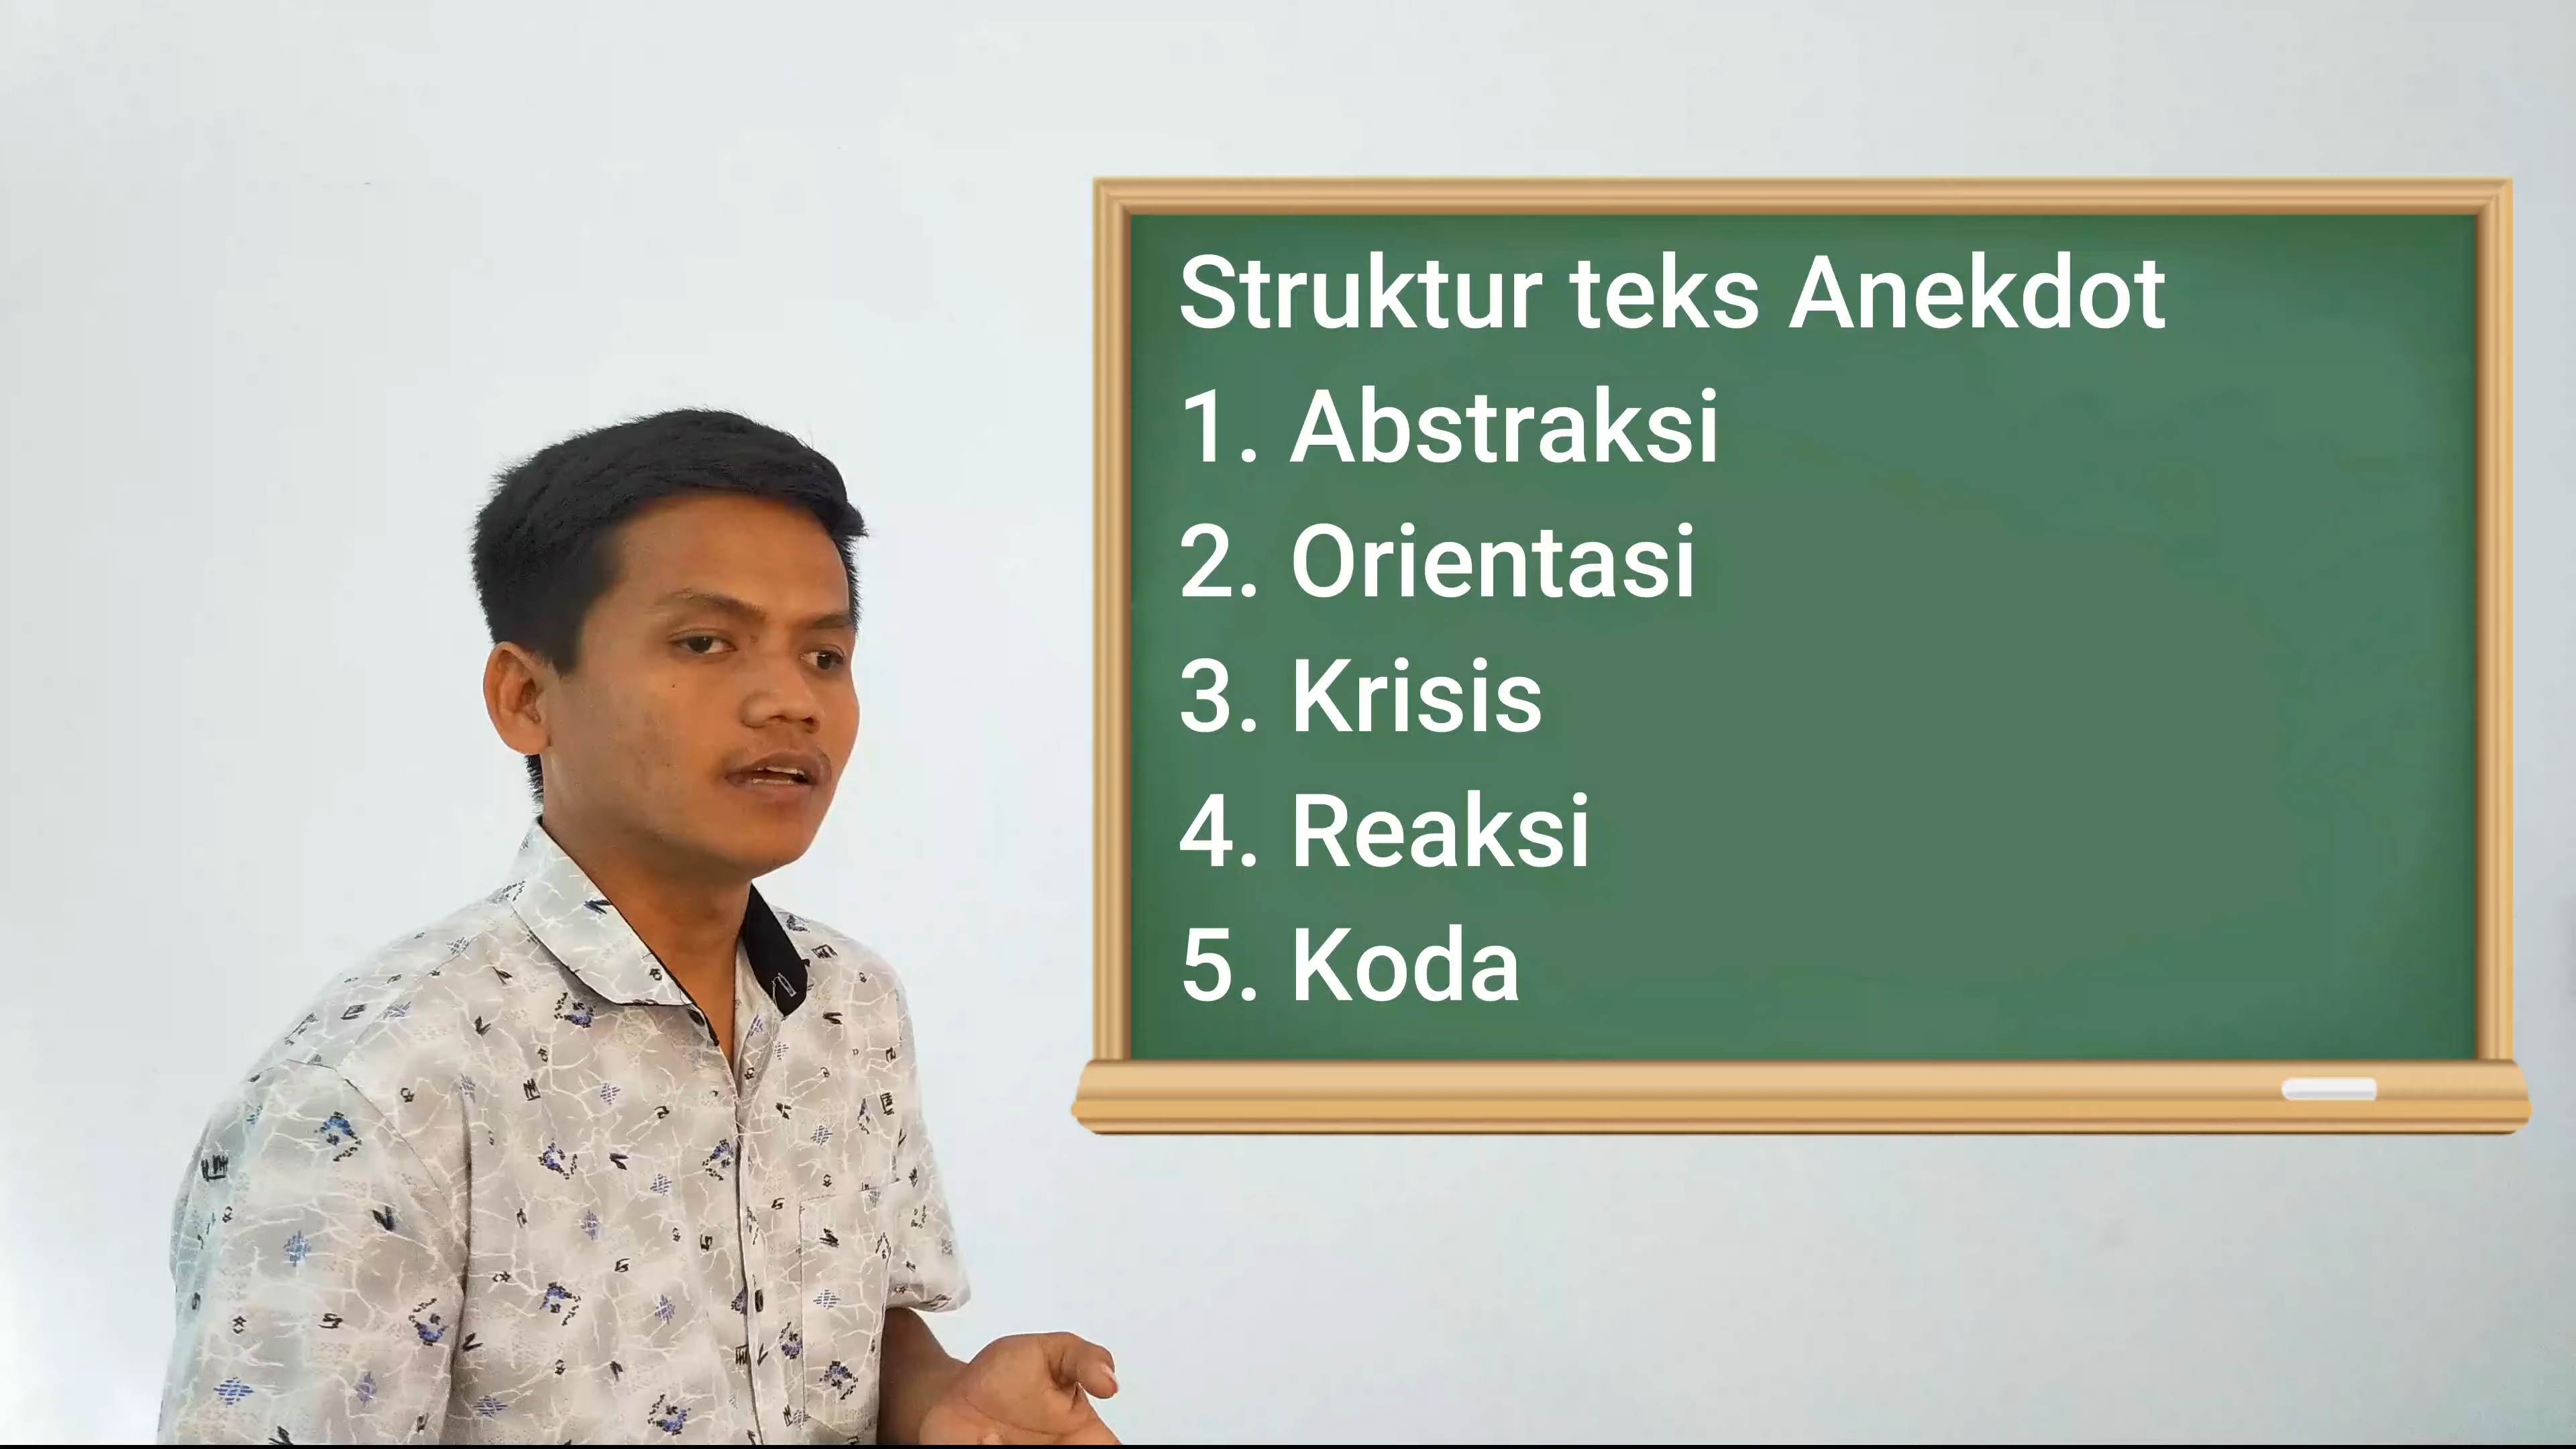 Struktur teks Anekdot
1. Abstraksi
2. Orientasi
3. Krisis
4. Reaksi
5. Koda